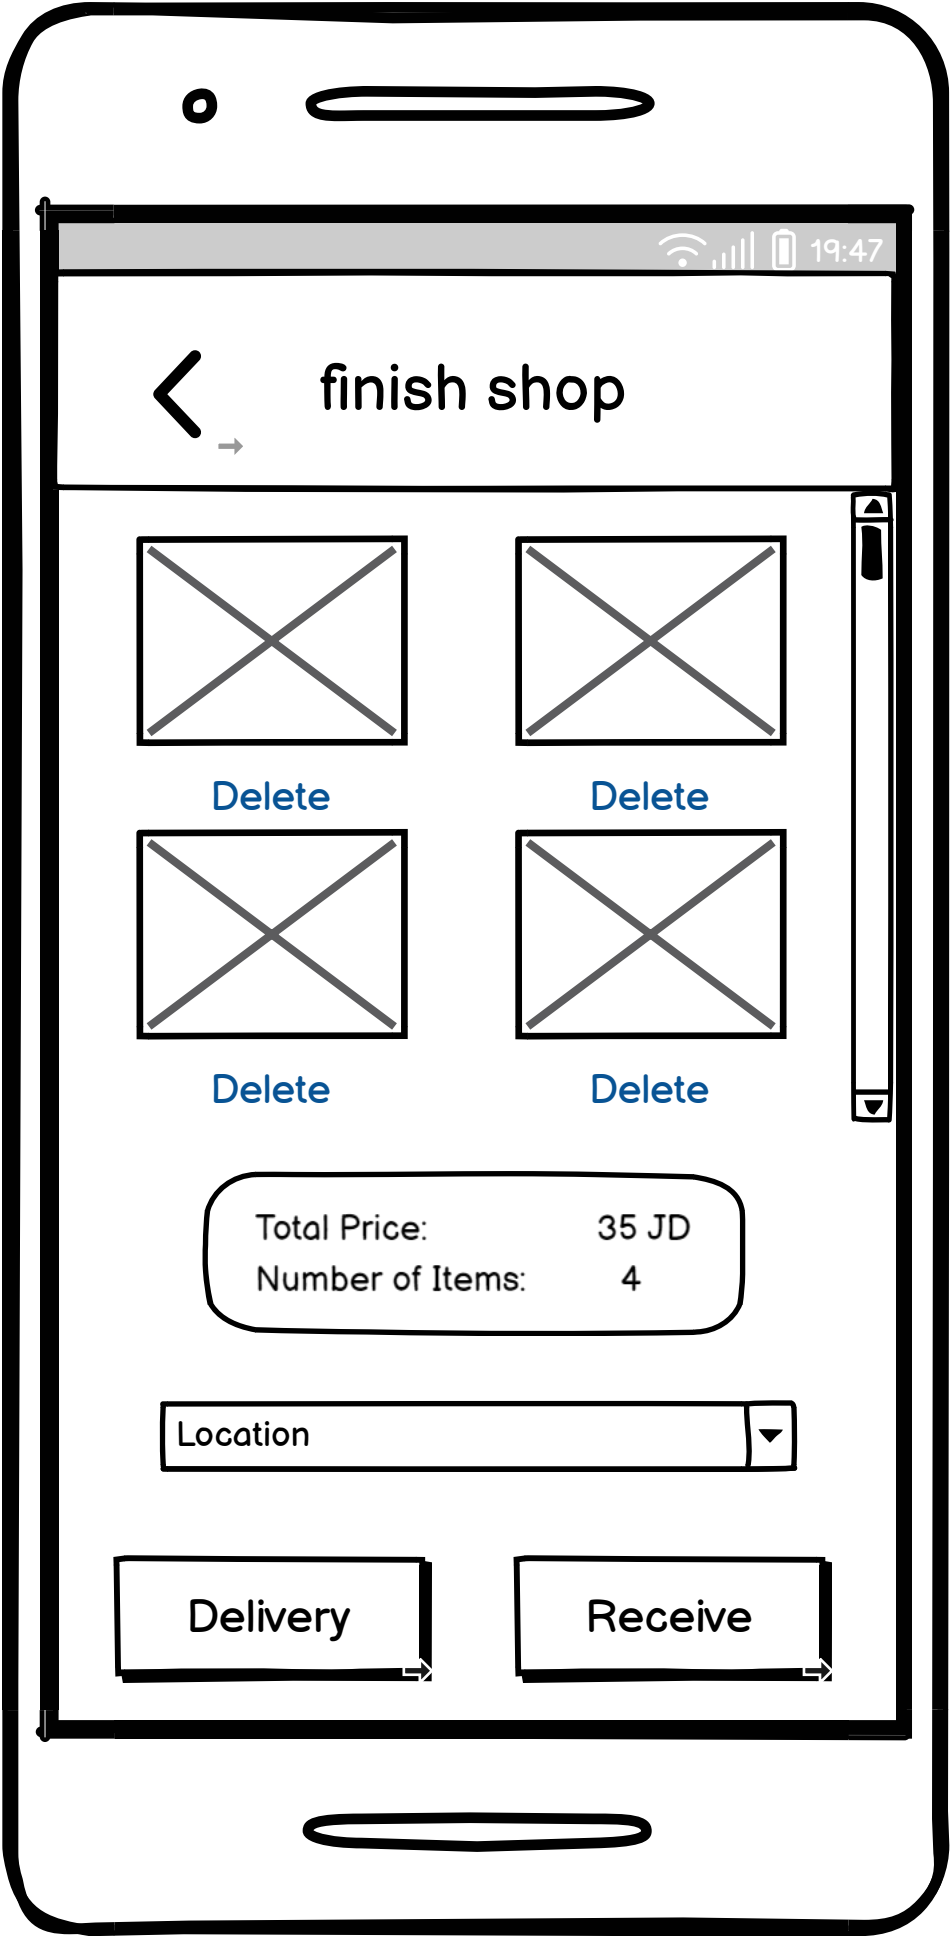 19:47
finish shop
Delete Delete
Delete Delete
Total Price: 35 JD
Number of Items: 4
Location
Delivery Receive